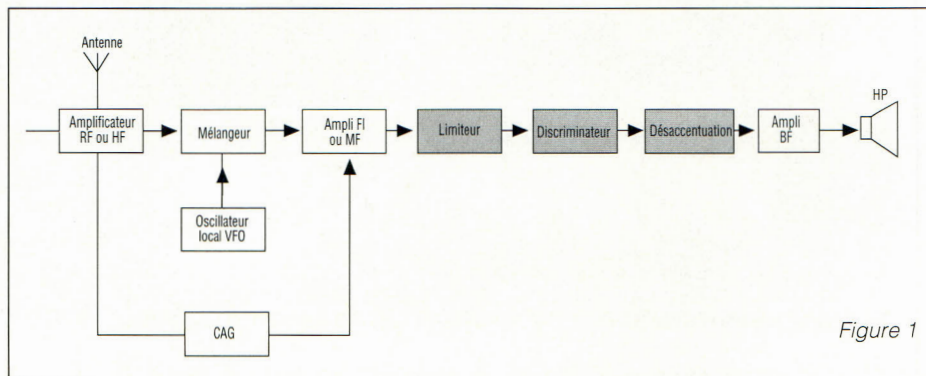 Antenne
Amplificateur
RF ou HF
Mélangeur
Ampli FI
ou MF
Limiteur
Discriminateur
Désaccentuation
Ampli
BF
HP
Oscillateur
local VFO
CAG
Figure 1